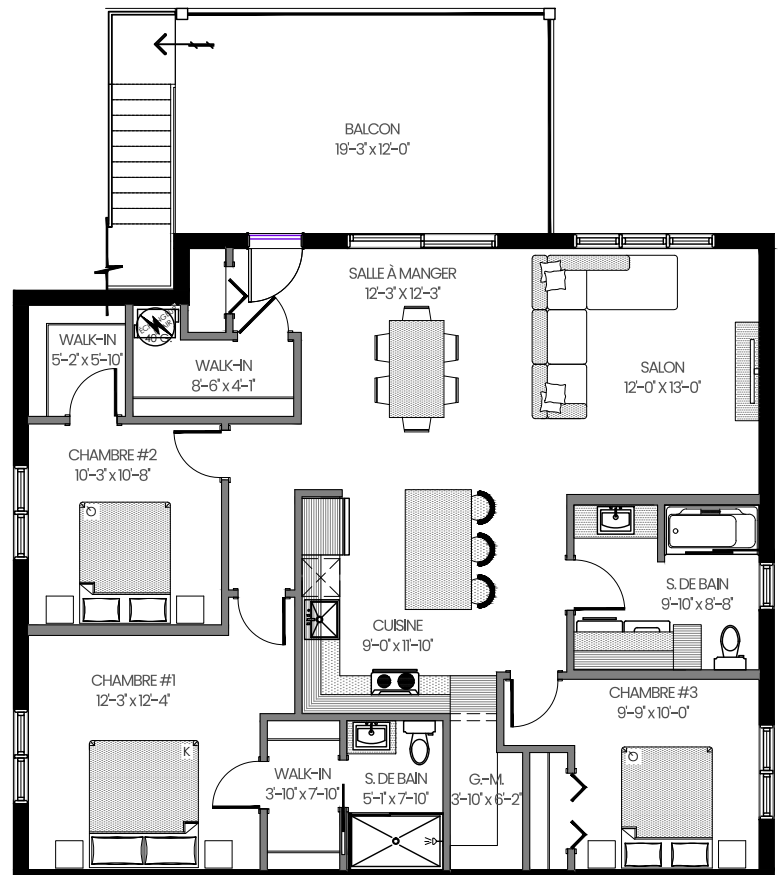 BALCON
19'-3" x 12'-0"
SALLE À MANGER
12'-3" X 12'-3"
WALK-IN
5'-2" x 5'-10"
WALK-IN
8'-6" x 4'-1"
SALON
12'-0" X 13'-0"
CHAMBRE #2
10'-3" x 10'-8"
Q
S. DE BAIN
9'-10" x 8'-8"
CUISINE
9'-0" x 11'-10"
CHAMBRE #1
12'-3" x 12'-4"
CHAMBRE #3
9'-9" x 10'-0"
K
Q
WALK-IN
3'-10" x 7'-10"
S. DE BAIN
5'-1" x 7'-10"
G.-M.
3'-10" x 6'-2"